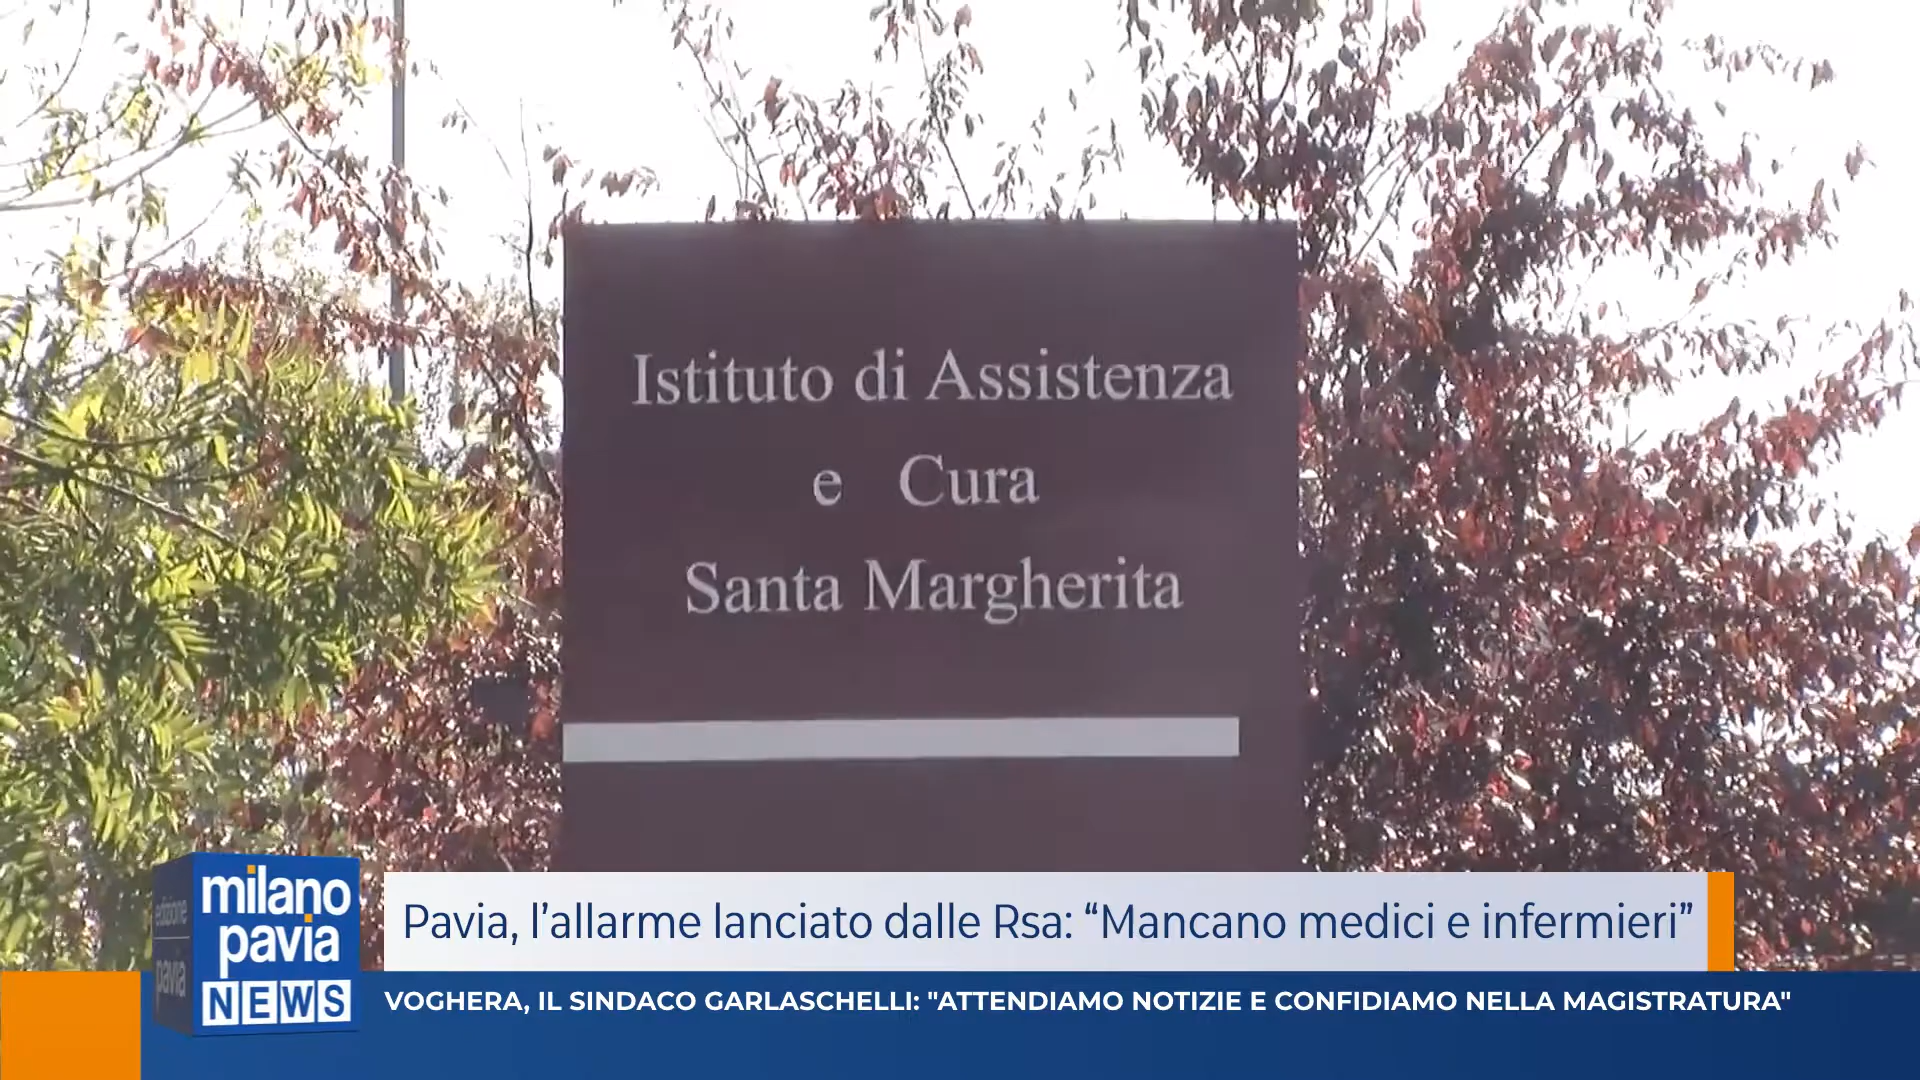 Istituto di Assistenza
e Cura
Santa Margherita
edizione
pavia
milano
pavia
NEWS
Pavia, l’allarme lanciato dalle Rsa: “Mancano medici e infermieri”
VOGHERA, IL SINDACO GARLASCHELLI: "ATTENDIAMO NOTIZIE E CONFIDIAMO NELLA MAGISTRATURA"